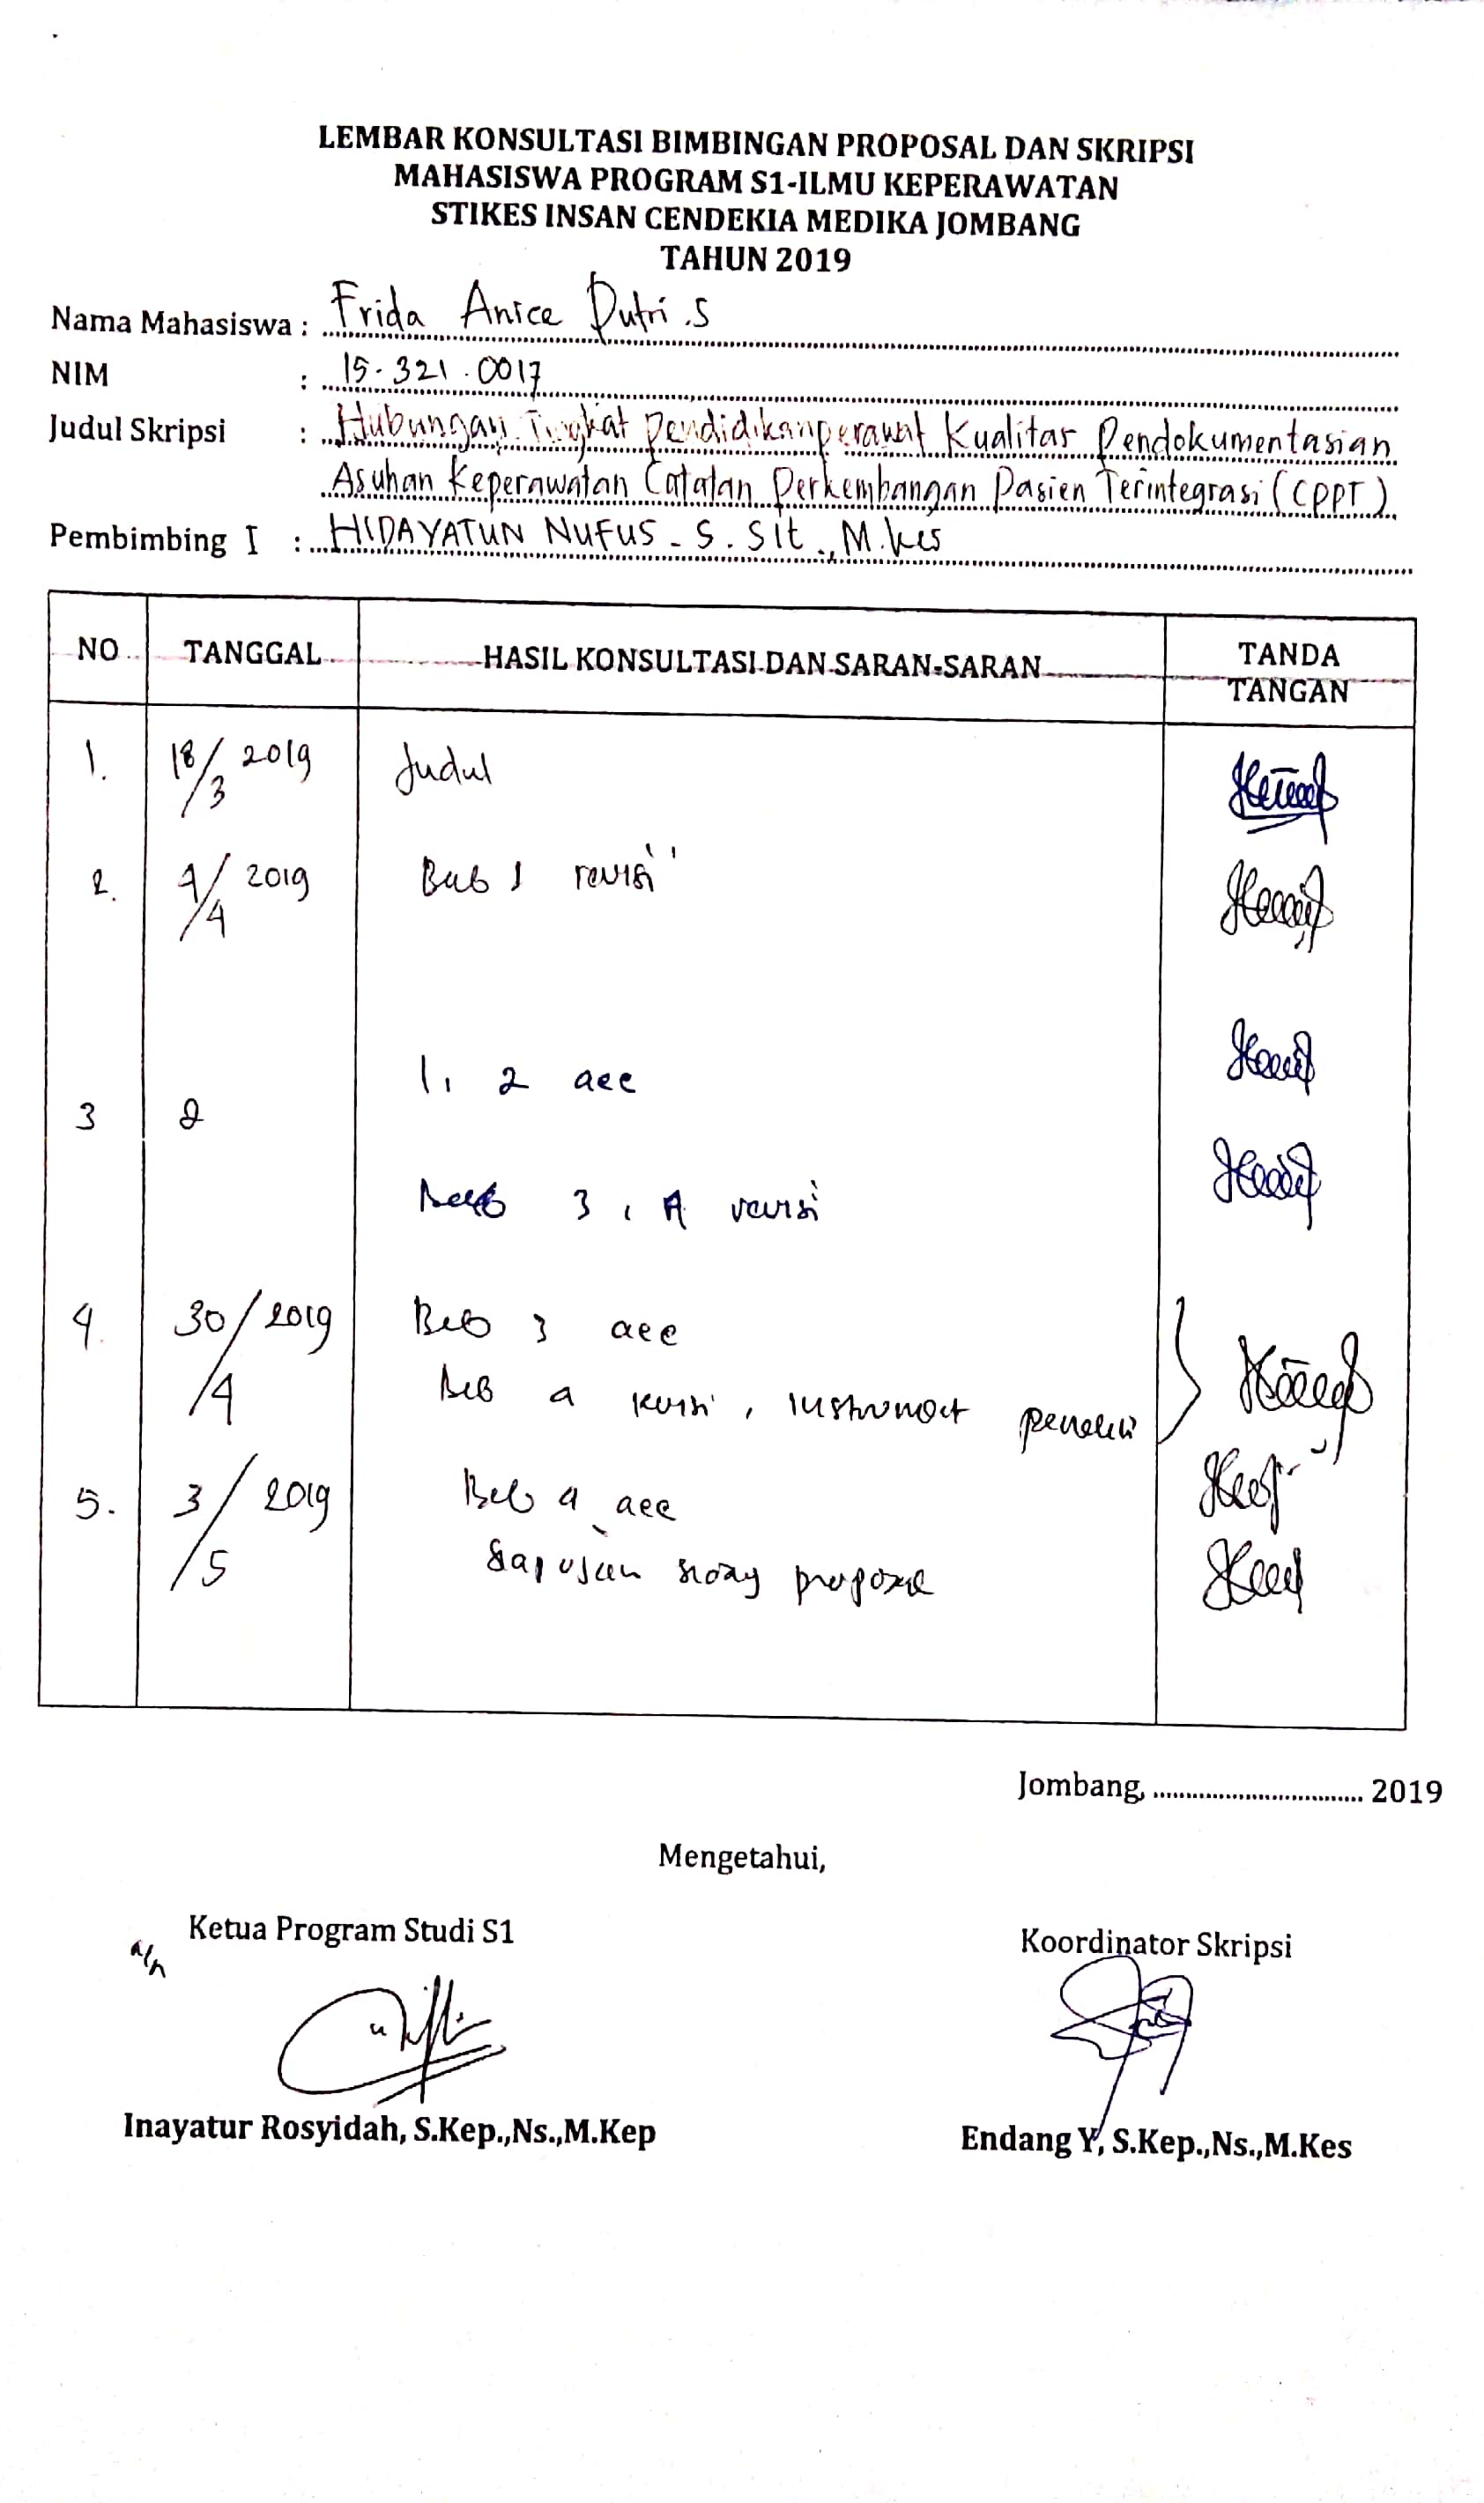 LEMBAR KONSULTASI BIMBINGAN PROPOSAL DAN SKRIPSI
MAHASISWA PROGRAM S1-ILMU KEPERAWATAN
STIKES INSAN CENDEKIA MEDIKA JOMBANG
TAHUN 2019
Nama Mahasiswa : Frida Anice Putri .S
NIM : 15.321.0017
Judul Skripsi : Hubungan Tingkat Pendidikan perawat Kualitas Pendokumentasian
Asuhan Keperawatan Catatan Perkembangan Pasien Terintegrasi (CPPT)
Pembimbing I : HIDAYATUN NUFUS. S. SiT., M.Kes
NO TANGGAL HASIL KONSULTASI DAN SARAN-SARAN TANDA
TANGAN
1. 18/3 2019 Judul
2. 4/4 2019 Bab 1 revisi
1, 2 acc
3
Bab 3, 4 revisi
4. 30/4 2019 Bab 3 acc
Bab 4 revisi, instrument
5. 3/5 2019 Bab 4 acc
proposal
Jombang, .............................. 2019
Mengetahui,
a/n Ketua Program Studi S1
Koordinator Skripsi
Inayatur Rosyidah, S.Kep.,Ns.,M.Kep
Endang Y, S.Kep.,Ns.,M.Kes